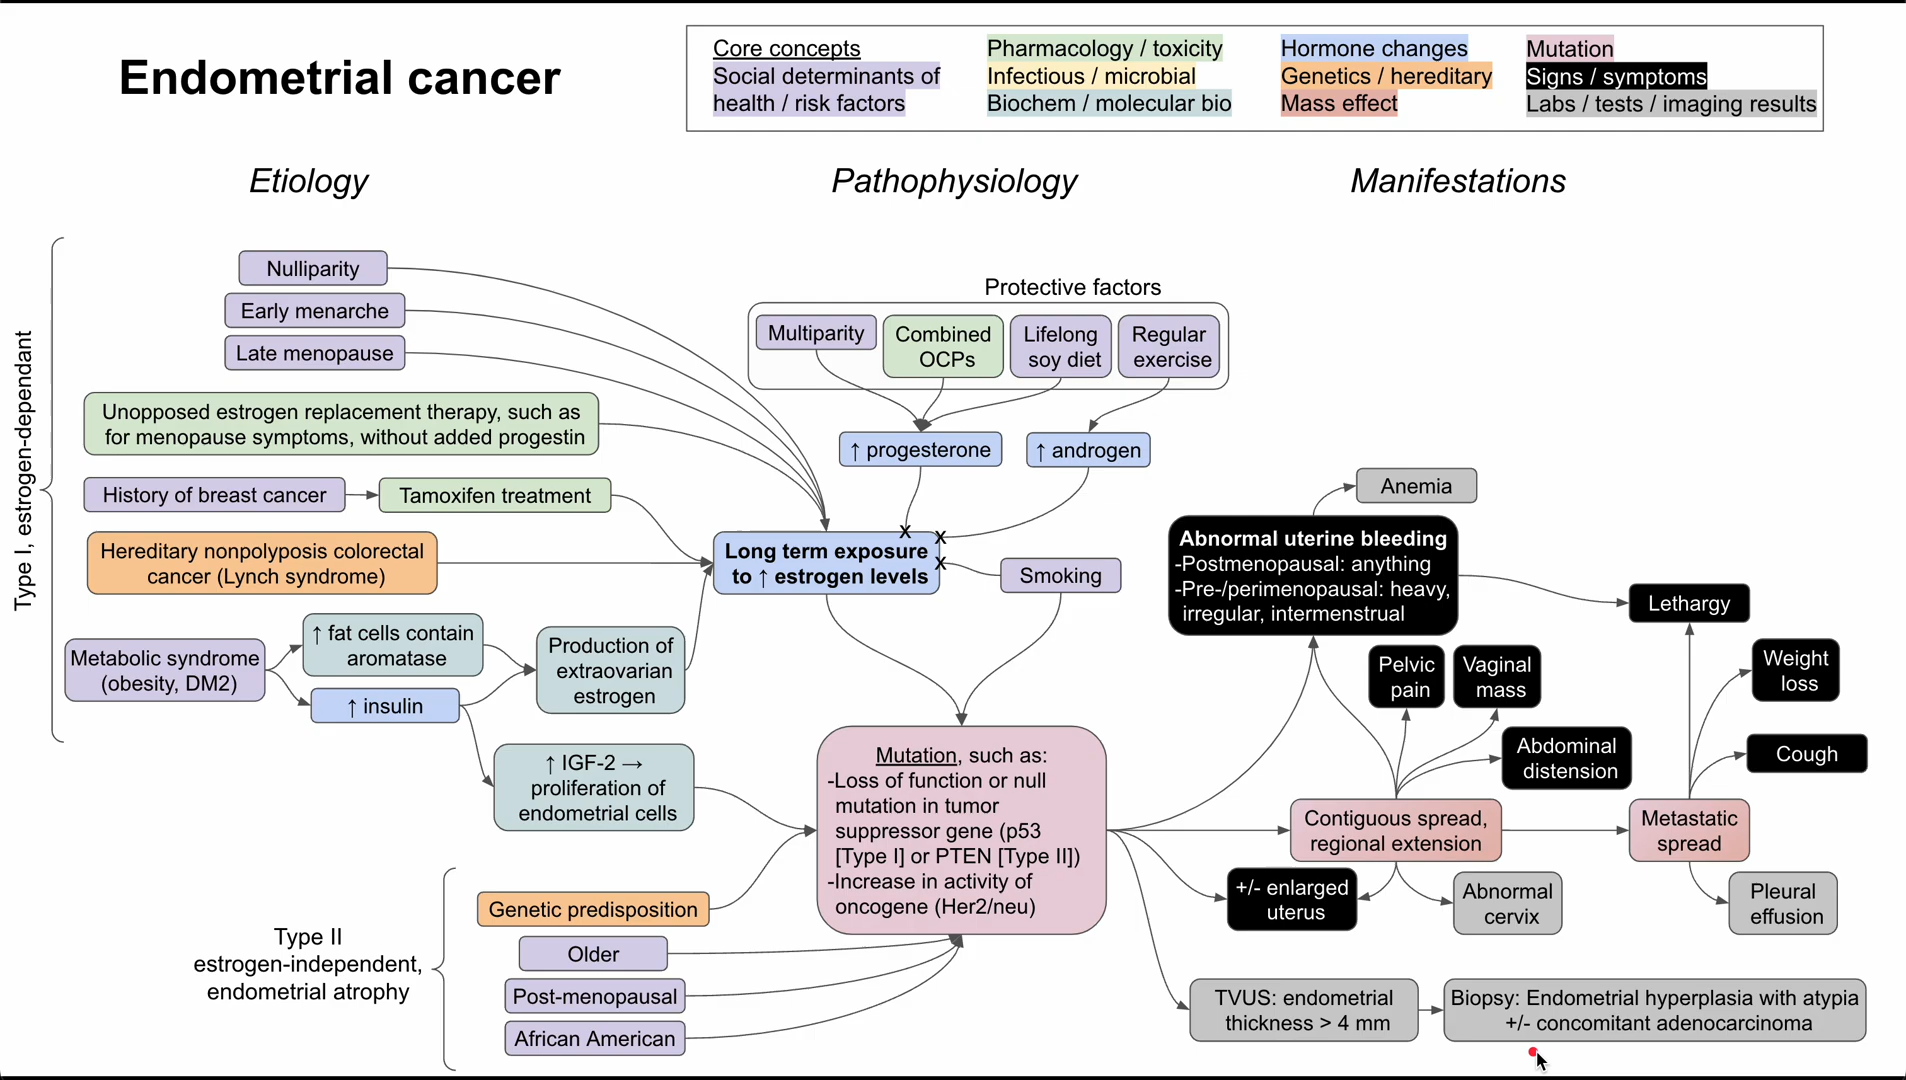 Endometrial cancer
Core concepts
Social determinants of
health / risk factors
Pharmacology / toxicity
Infectious / microbial
Biochem / molecular bio
Hormone changes
Genetics / hereditary
Mass effect
Mutation
Signs / symptoms
Labs / tests / imaging results
Etiology
Pathophysiology
Manifestations
Type I, estrogen-dependant
Nulliparity
Early menarche
Late menopause
Unopposed estrogen replacement therapy, such as
for menopause symptoms, without added progestin
History of breast cancer
Tamoxifen treatment
Hereditary nonpolyposis colorectal
cancer (Lynch syndrome)
Metabolic syndrome
(obesity, DM2)
↑ fat cells contain
aromatase
↑ insulin
Production of
extraovarian
estrogen
↑ IGF-2 →
proliferation of
endometrial cells
Type II
estrogen-independent,
endometrial atrophy
Genetic predisposition
Older
Post-menopausal
African American
Protective factors
Multiparity
Combined
OCPs
Lifelong
soy diet
Regular
exercise
↑ progesterone
↑ androgen
x
x
x
Long term exposure
to ↑ estrogen levels
Smoking
Mutation, such as:
-Loss of function or null
mutation in tumor
suppressor gene (p53
[Type I] or PTEN [Type II])
-Increase in activity of
oncogene (Her2/neu)
Anemia
Abnormal uterine bleeding
-Postmenopausal: anything
-Pre-/perimenopausal: heavy,
irregular, intermenstrual
Lethargy
Pelvic
pain
Vaginal
mass
Weight
loss
Abdominal
distension
Cough
Contiguous spread,
regional extension
Metastatic
spread
+/- enlarged
uterus
Abnormal
cervix
Pleural
effusion
TVUS: endometrial
thickness > 4 mm
Biopsy: Endometrial hyperplasia with atypia
+/- concomitant adenocarcinoma